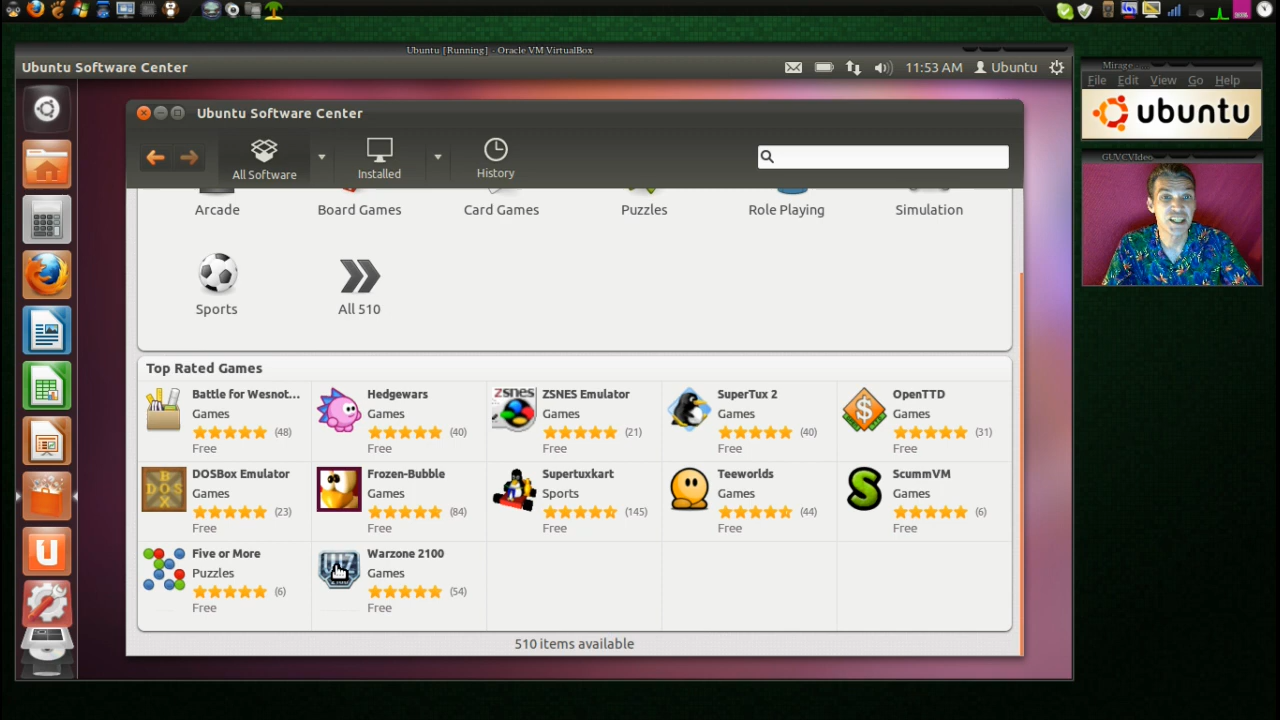 Ubuntu [Running] - Oracle VM VirtualBox
Ubuntu Software Center
11:53 AM
Ubuntu
Mirage
File Edit View Go Help
ubuntu
GUVCVIdeo
Ubuntu Software Center
All Software
Installed
History
Arcade
Board Games
Card Games
Puzzles
Role Playing
Simulation
Sports
All 510
Top Rated Games
Battle for Wesnot...
Games
(48)
Free
Hedgewars
Games
(40)
Free
ZSNES
ZSNES Emulator
Games
(21)
Free
SuperTux 2
Games
(40)
Free
$
OpenTTD
Games
(31)
Free
DOS
BOX
DOSBox Emulator
Games
(23)
Free
Frozen-Bubble
Games
(84)
Free
Supertuxkart
Sports
(145)
Free
Teeworlds
Games
(44)
Free
S
ScummVM
Games
(6)
Free
Five or More
Puzzles
(6)
Free
Warzone 2100
Games
(54)
Free
510 items available